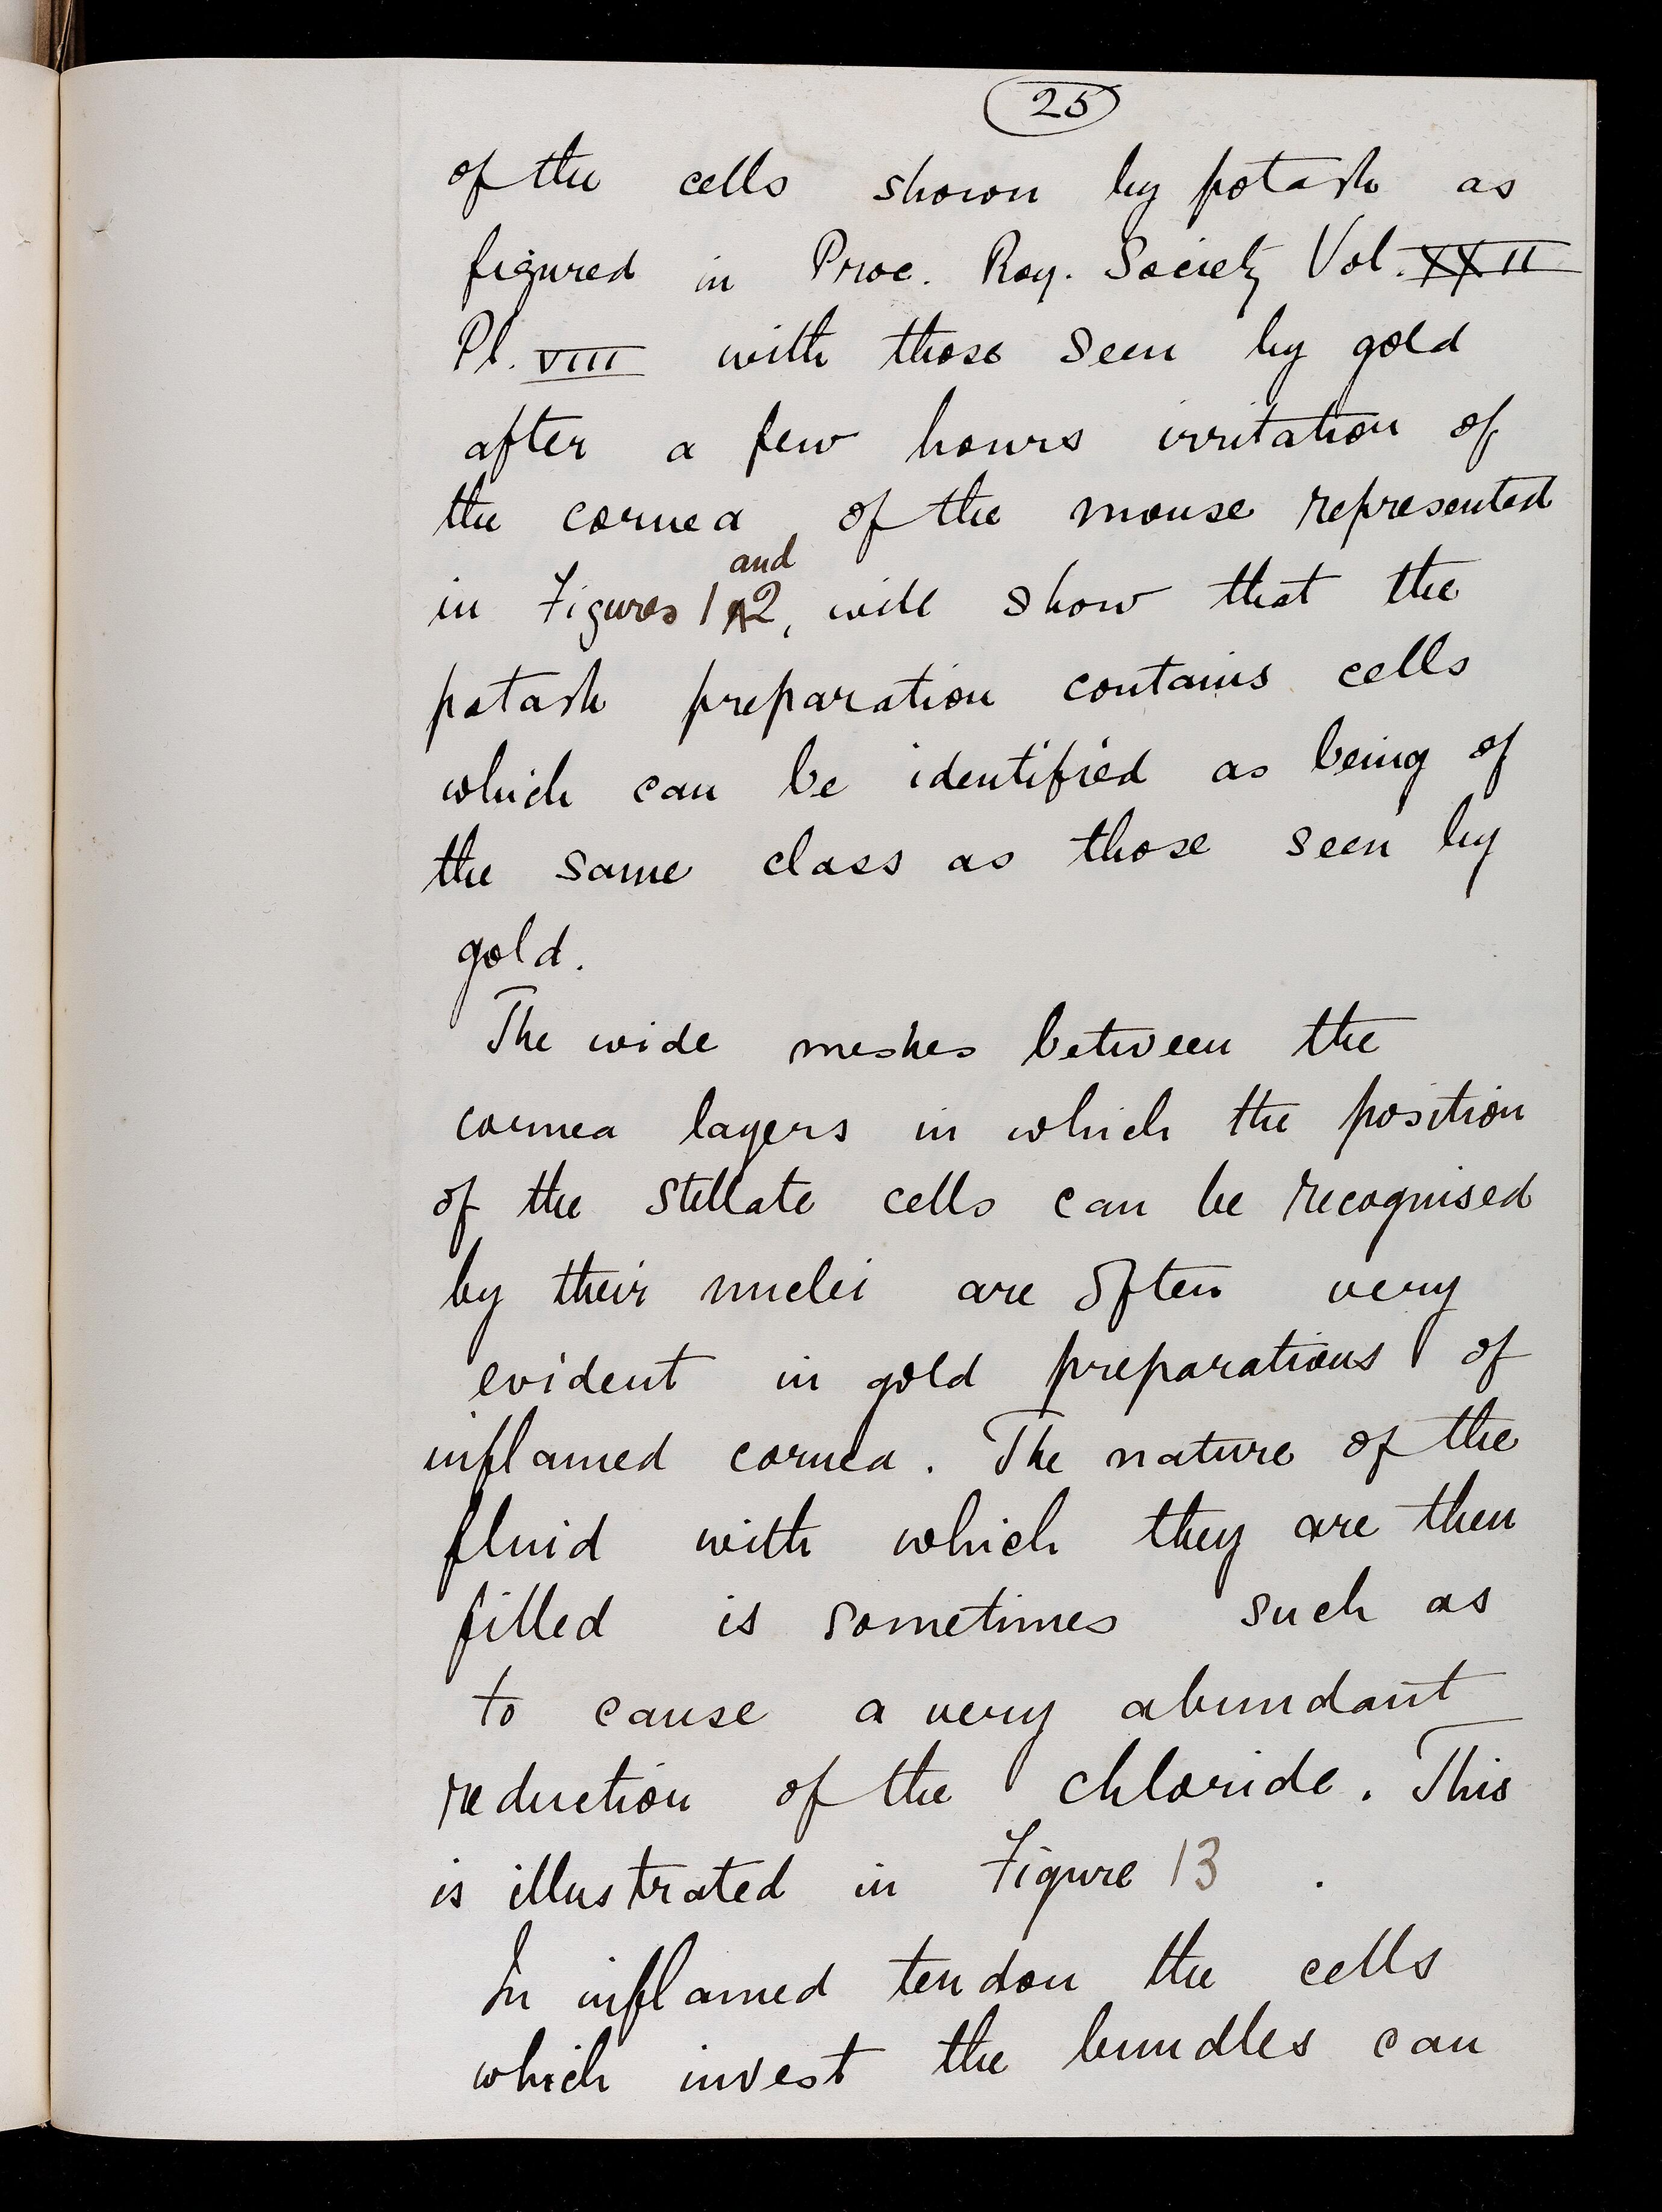 25
of the cells shown by potash as
figured in Proc. Roy. Society Vol. XXII
Pl. VIII with those seen by gold
after a few hours irritation of
the cornea of the mouse represented
and
in Figures 1 ^ 2, will show that the
potash preparation contains cells
which can be identified as being of
the same class as those seen by
gold.
The wide meshes between the
cornea layers in which the position
of the stellate cells can be recognised
by their nuclei are often very
evident in gold preparations of
inflamed cornea. The nature of the
fluid with which they are then
filled is sometimes such as
to cause a very abundant
reduction of the chloride. This
is illustrated in Figure 13 .
In inflamed tendon the cells
which invest the bundles can